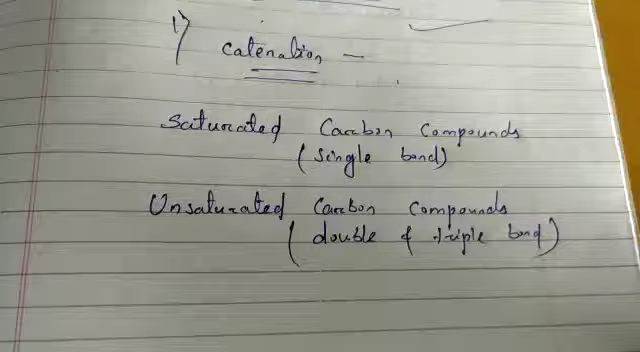 1) Catenation —
Saturated Carbon Compounds
(single bond)
Unsaturated Carbon Compounds
(double & triple bond)